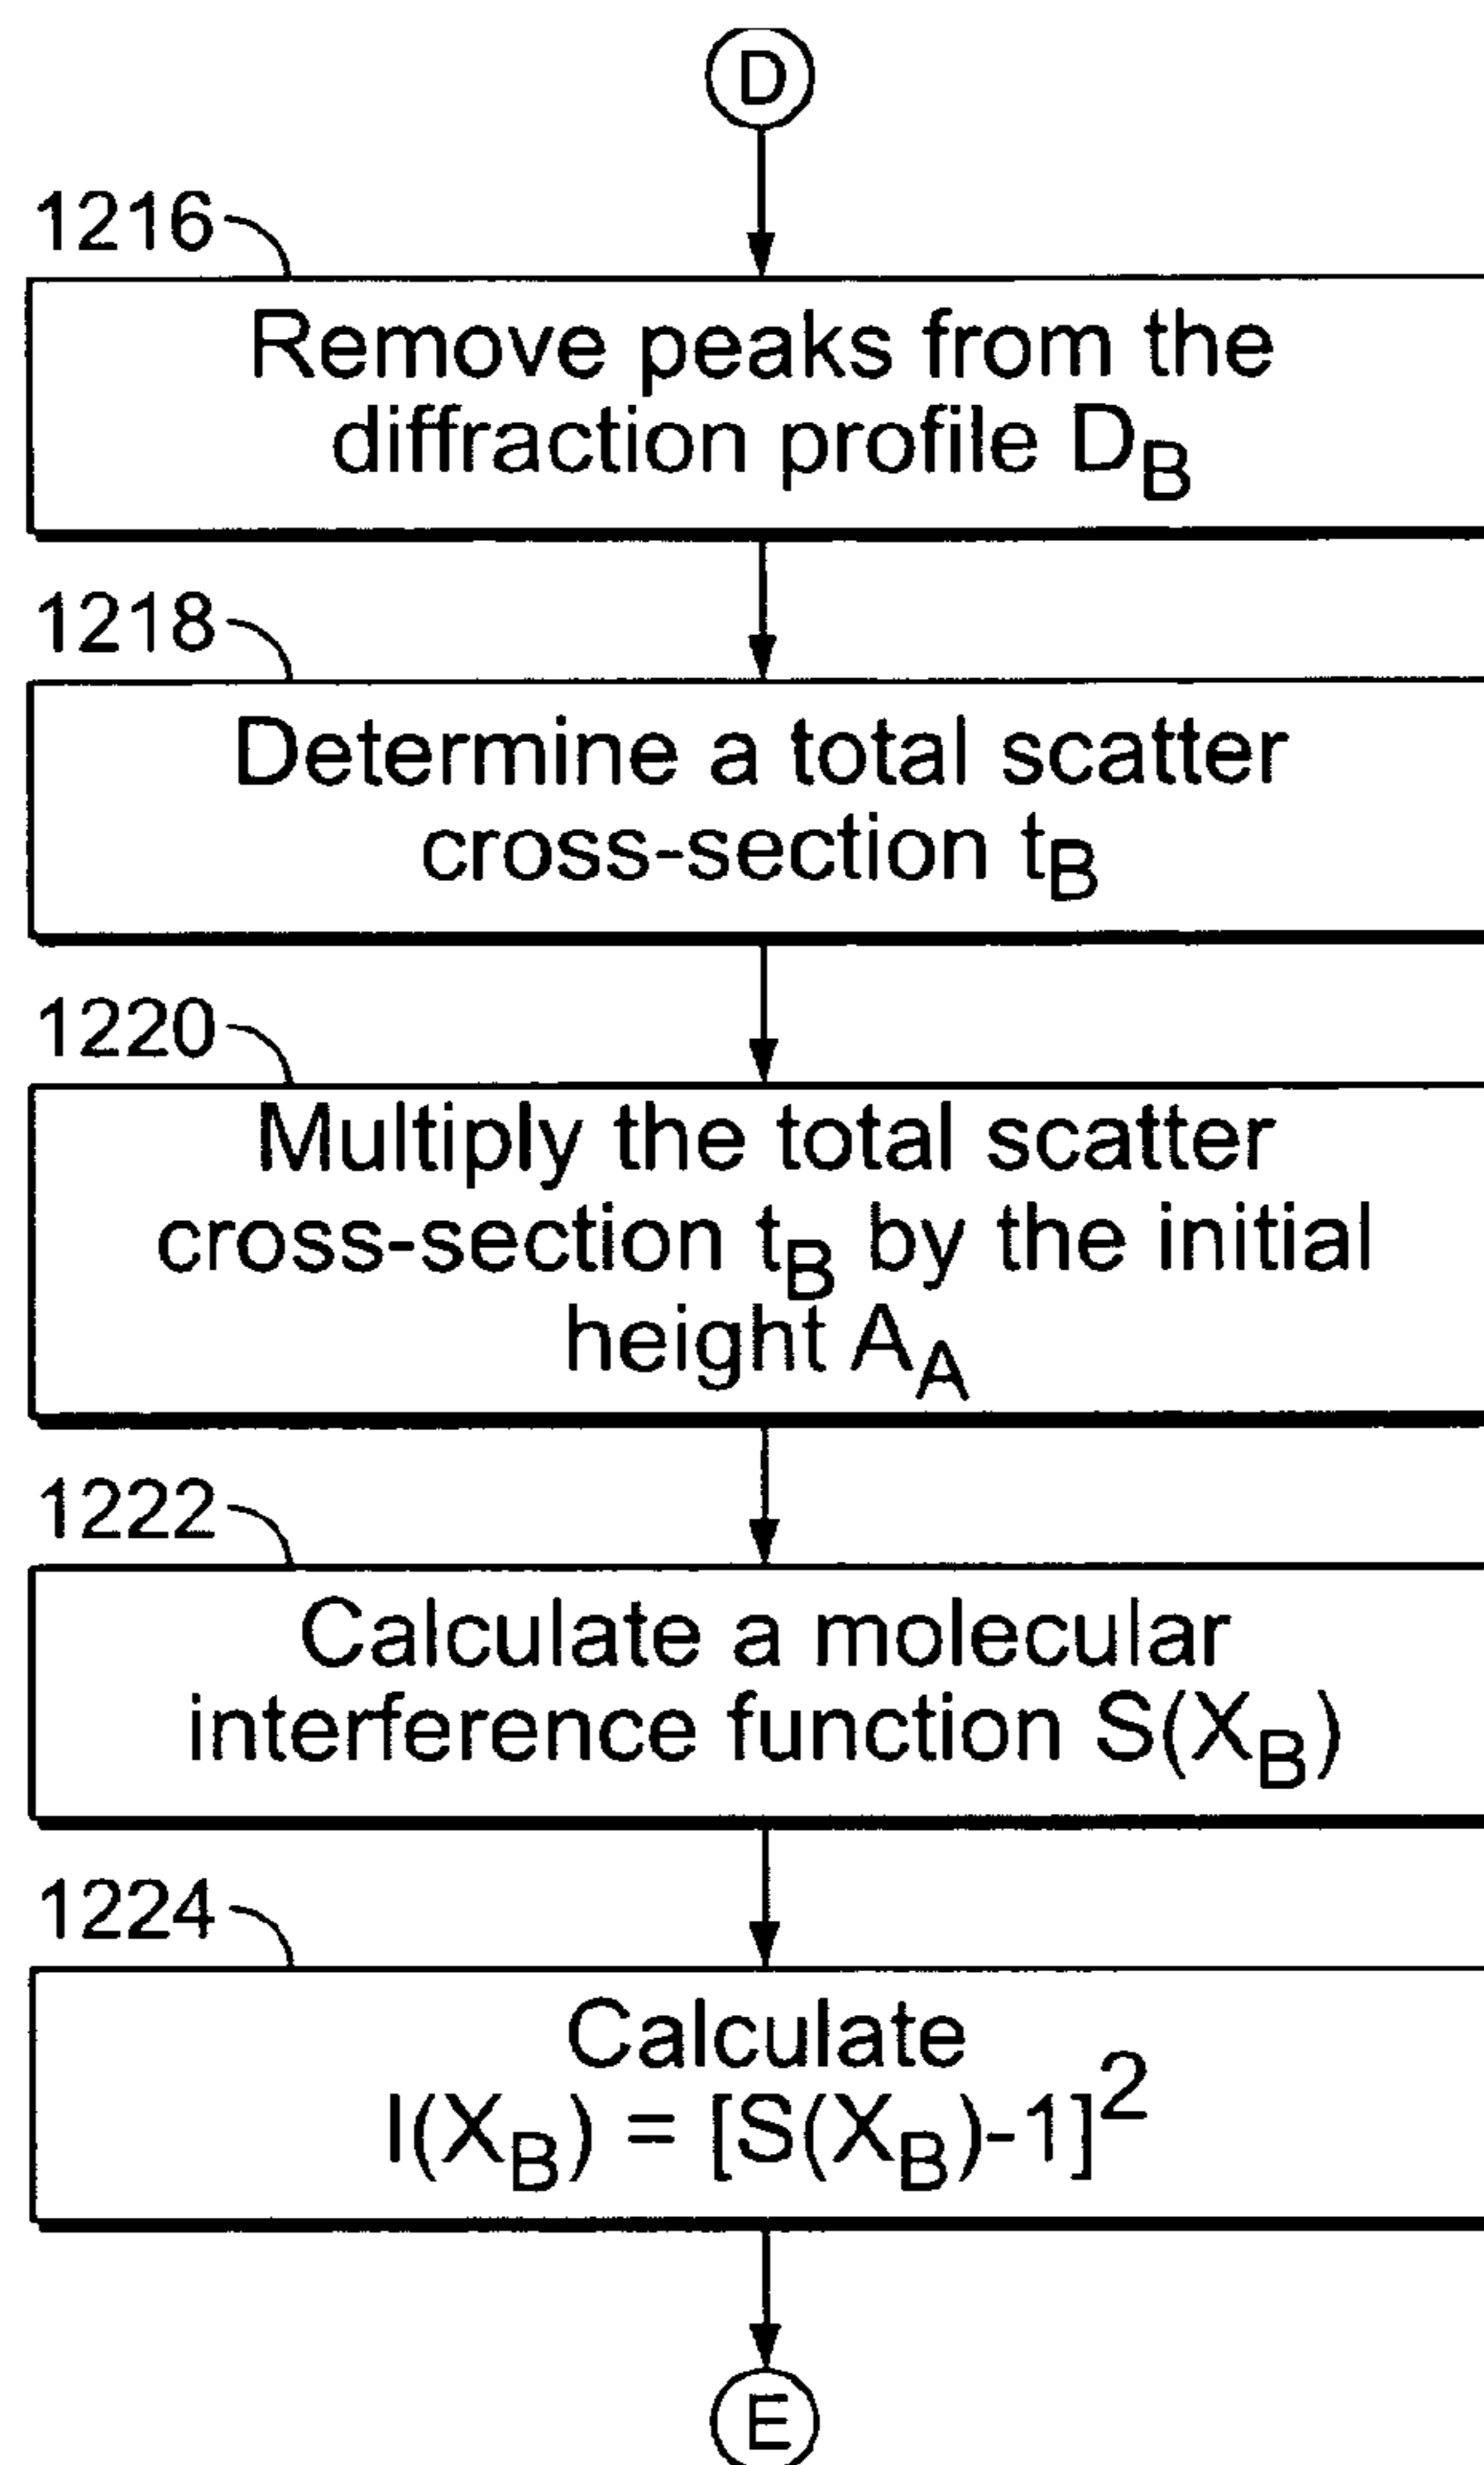 D
1216
Remove peaks from the
diffraction profile D_B
1218
Determine a total scatter
cross-section t_B
1220
Multiply the total scatter
cross-section t_B by the initial
height A_A
1222
Calculate a molecular
interference function S(X_B)
1224
Calculate
I(X_B) = [S(X_B)-1]^2
E